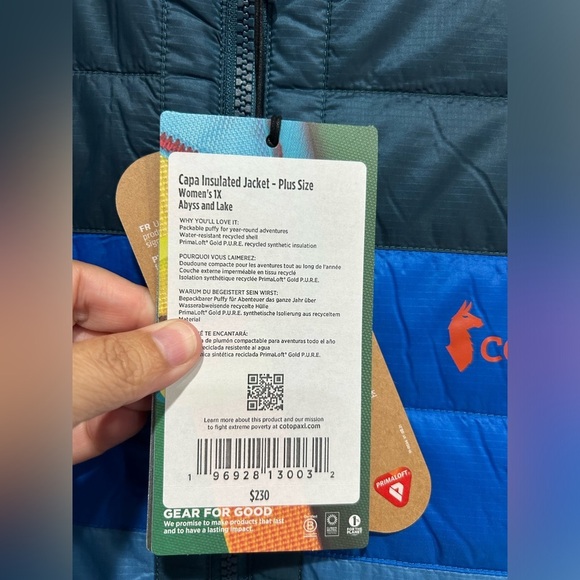 Capa Insulated Jacket - Plus Size
Women's 1X
Abyss and Lake
WHY YOU'LL LOVE IT:
Packable puffy for year-round adventures
Water-resistant recycled shell
PrimaLoft® Gold P.U.R.E. recycled synthetic insulation
POURQUOI VOUS L'AIMEREZ:
Doudoune compacte pour les aventures tout au long de l'année
Couche externe imperméable en tissu recyclé
Isolation synthétique recyclée PrimaLoft® Gold P.U.R.E.
WARUM DU BEGEISTERT SEIN WIRST:
Bepackbarer Puffy für Abenteuer das ganze Jahr über
Wasserabweisende recycelte Hülle
PrimaLoft® Gold P.U.R.E. synthetische Isolierung aus recyceltem
Material
É TE ENCANTARÁ:
de plumón compactable para aventures todo el año
reciclada resistente al agua
sintética reciclada PrimaLoft® Gold P.U.R.E.
Learn more about this product and our mission
to fight extreme poverty at cotopaxi.com
1 96928 13003 2
$230
GEAR FOR GOOD
We promise to make products that last
and to have a lasting impact.
FR
PRIMALOFT®
CO